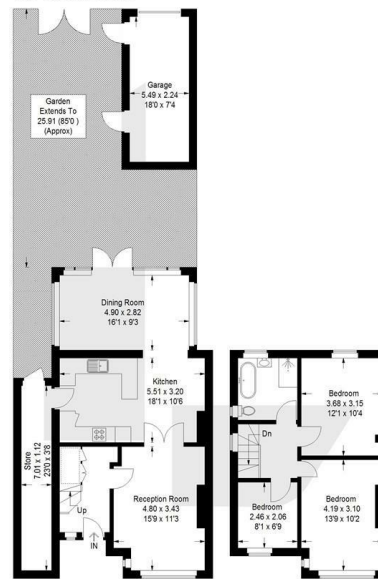 Garage
5.49 x 2.24
18'0 x 7'4
Garden
Extends To
25.91 (85'0 )
(Approx)
Dining Room
4.90 x 2.82
16'1 x 9'3
Kitchen
5.51 x 3.20
18'1 x 10'6
Store
7.01 x 1.12
23'0 x 3'8
Up
IN
Reception Room
4.80 x 3.43
15'9 x 11'3
Dn
Bedroom
3.68 x 3.15
12'1 x 10'4
Bedroom
2.46 x 2.06
8'1 x 6'9
Bedroom
4.19 x 3.10
13'9 x 10'2